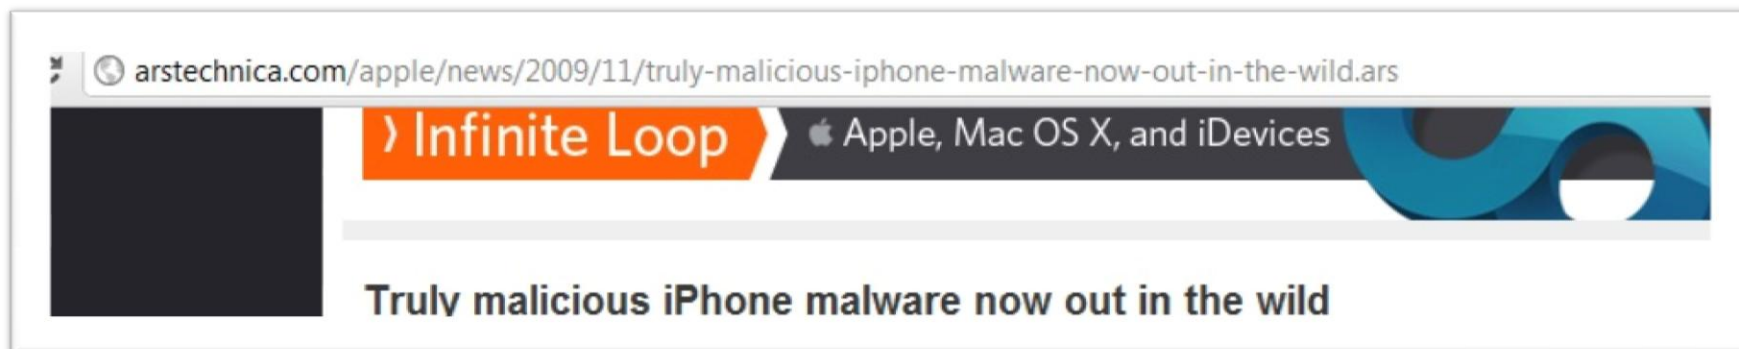 arstechnica.com/apple/news/2009/11/truly-malicious-iphone-malware-now-out-in-the-wild.ars
⟩ Infinite Loop Apple, Mac OS X, and iDevices
Truly malicious iPhone malware now out in the wild